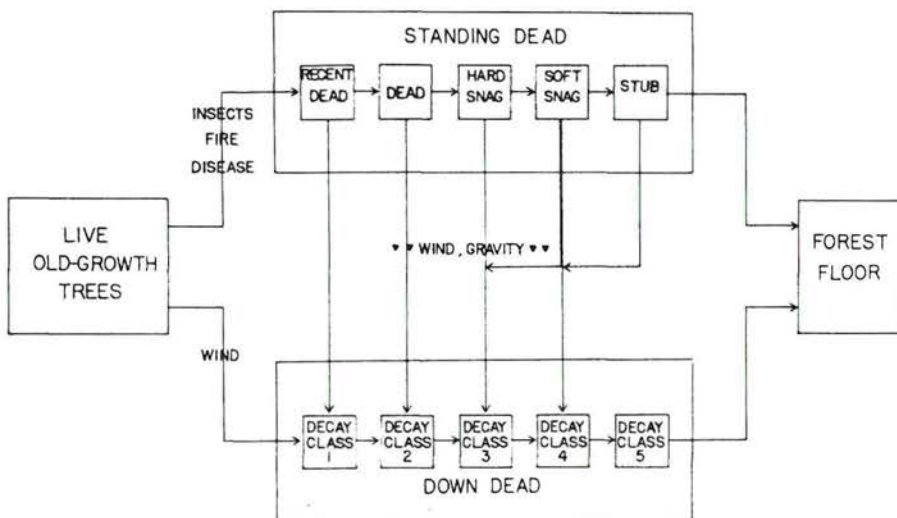 STANDING DEAD
RECENT
DEAD
DEAD
HARD
SNAG
SOFT
SNAG
STUB
INSECTS
FIRE
DISEASE
LIVE
OLD-GROWTH
TREES
WIND, GRAVITY
FOREST
FLOOR
WIND
DECAY
CLASS
1
DECAY
CLASS
2
DECAY
CLASS
3
DECAY
CLASS
4
DECAY
CLASS 5
DOWN DEAD